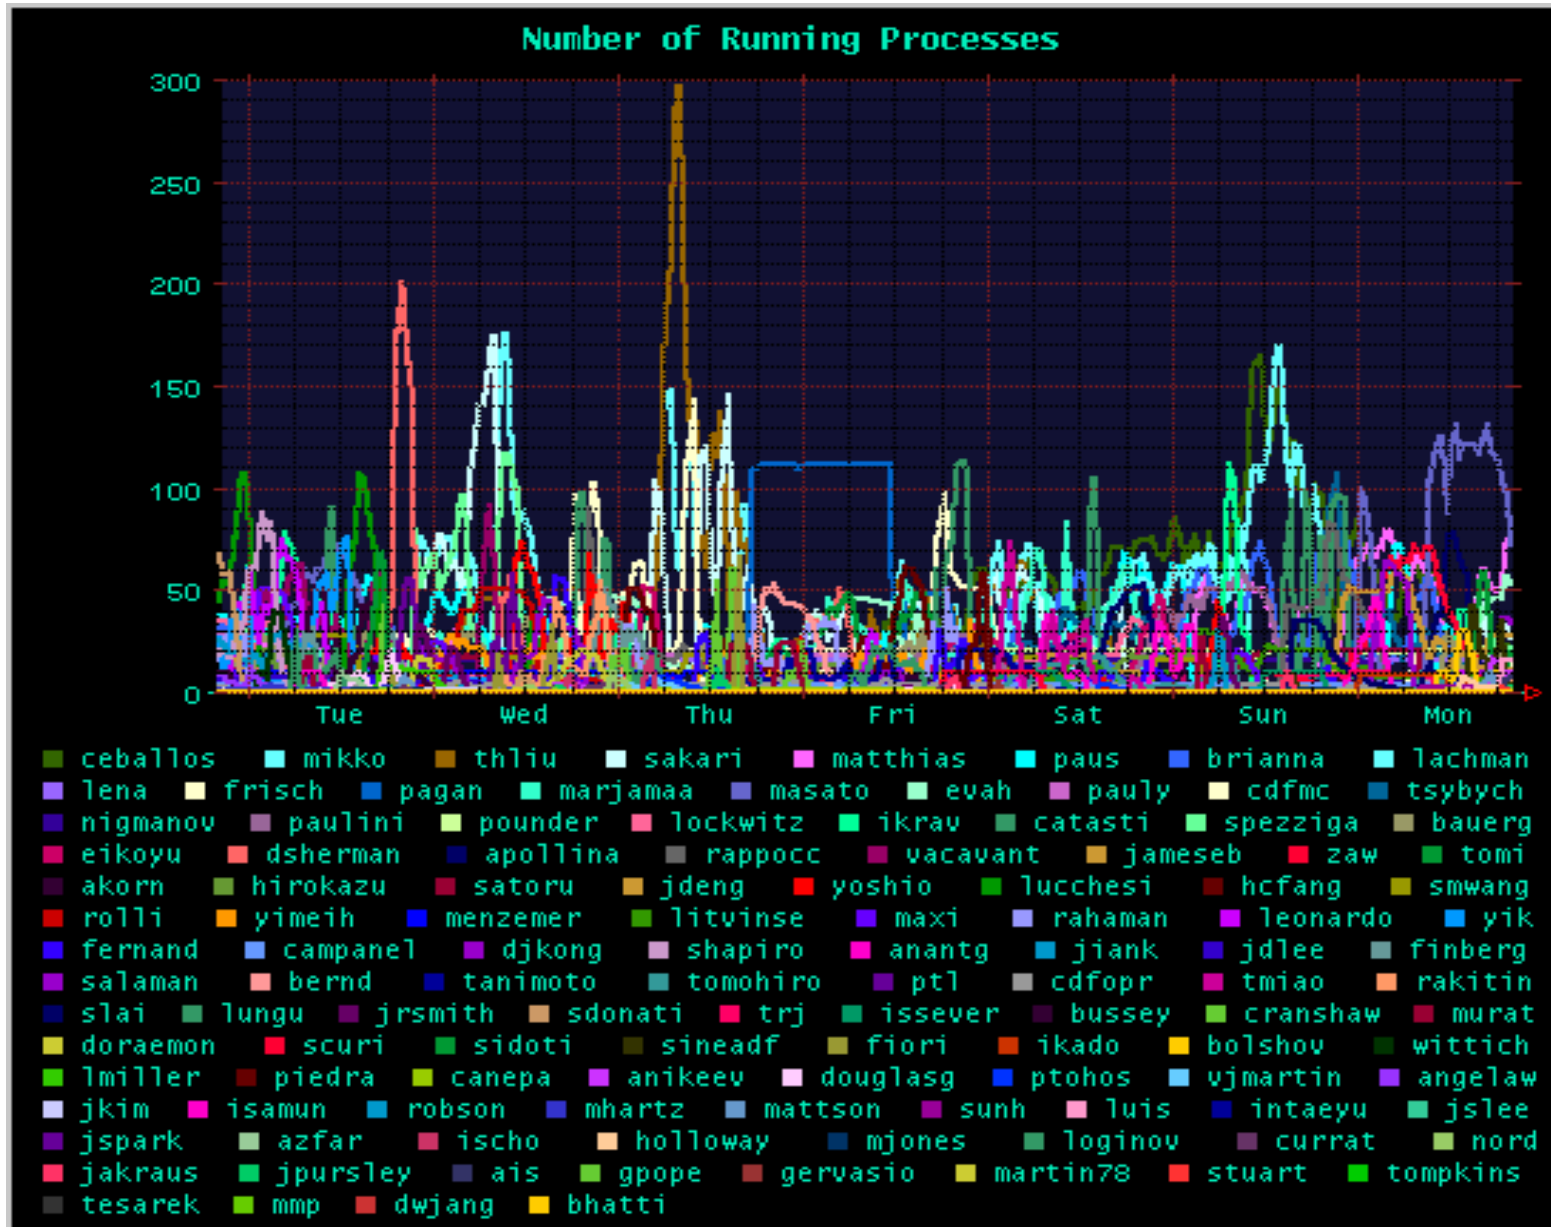 Number of Running Processes
300
250
200
150
100
50
0
Tue Wed Thu Fri Sat Sun Mon
ceballos mikko thliu sakari matthias paus brianna lachman
lena frisch pagan marjamaa masato evah pauly cdfmc tsybych
nigmanov paulini pounder lockwitz ikrav catasti spezziga bauerg
eikoyu dsherman apollina rappocc vacavant jameseb zaw tomi
akorn hirokazu satoru jdeng yoshio lucchesi hcfang smwang
rolli yimeih menzemer litvinse maxi rahaman leonardo yik
fernand campanel djkong shapiro anantg jiank jdlee finberg
salaman bernd tanimoto tomohiro ptl cdfopr tmiao rakitin
slai lungu jrsmith sdonati trj issever bussey cranshaw murat
doraemon scuri sidoti sineadf fiori ikado bolshov wittich
lmiller piedra canepa anikeev douglasg ptohos vjmartin angelaw
jkim isamun robson mhartz mattson sunh luis intaeyu jslee
jspark azfar ischo holloway mjones loginov currat nord
jakraus jpursley ais gpope gervasio martin78 stuart tompkins
tesarek mmp dwjang bhatti